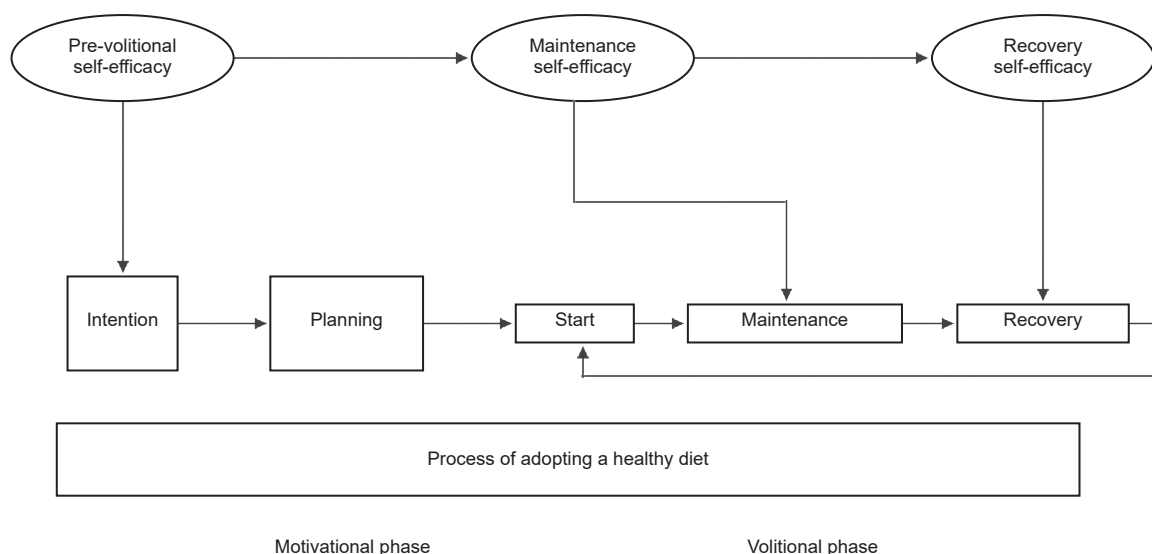 Pre-volitional
self-efficacy
Maintenance
self-efficacy
Recovery
self-efficacy
Intention
Planning
Start
Maintenance
Recovery
Process of adopting a healthy diet
Motivational phase
Volitional phase